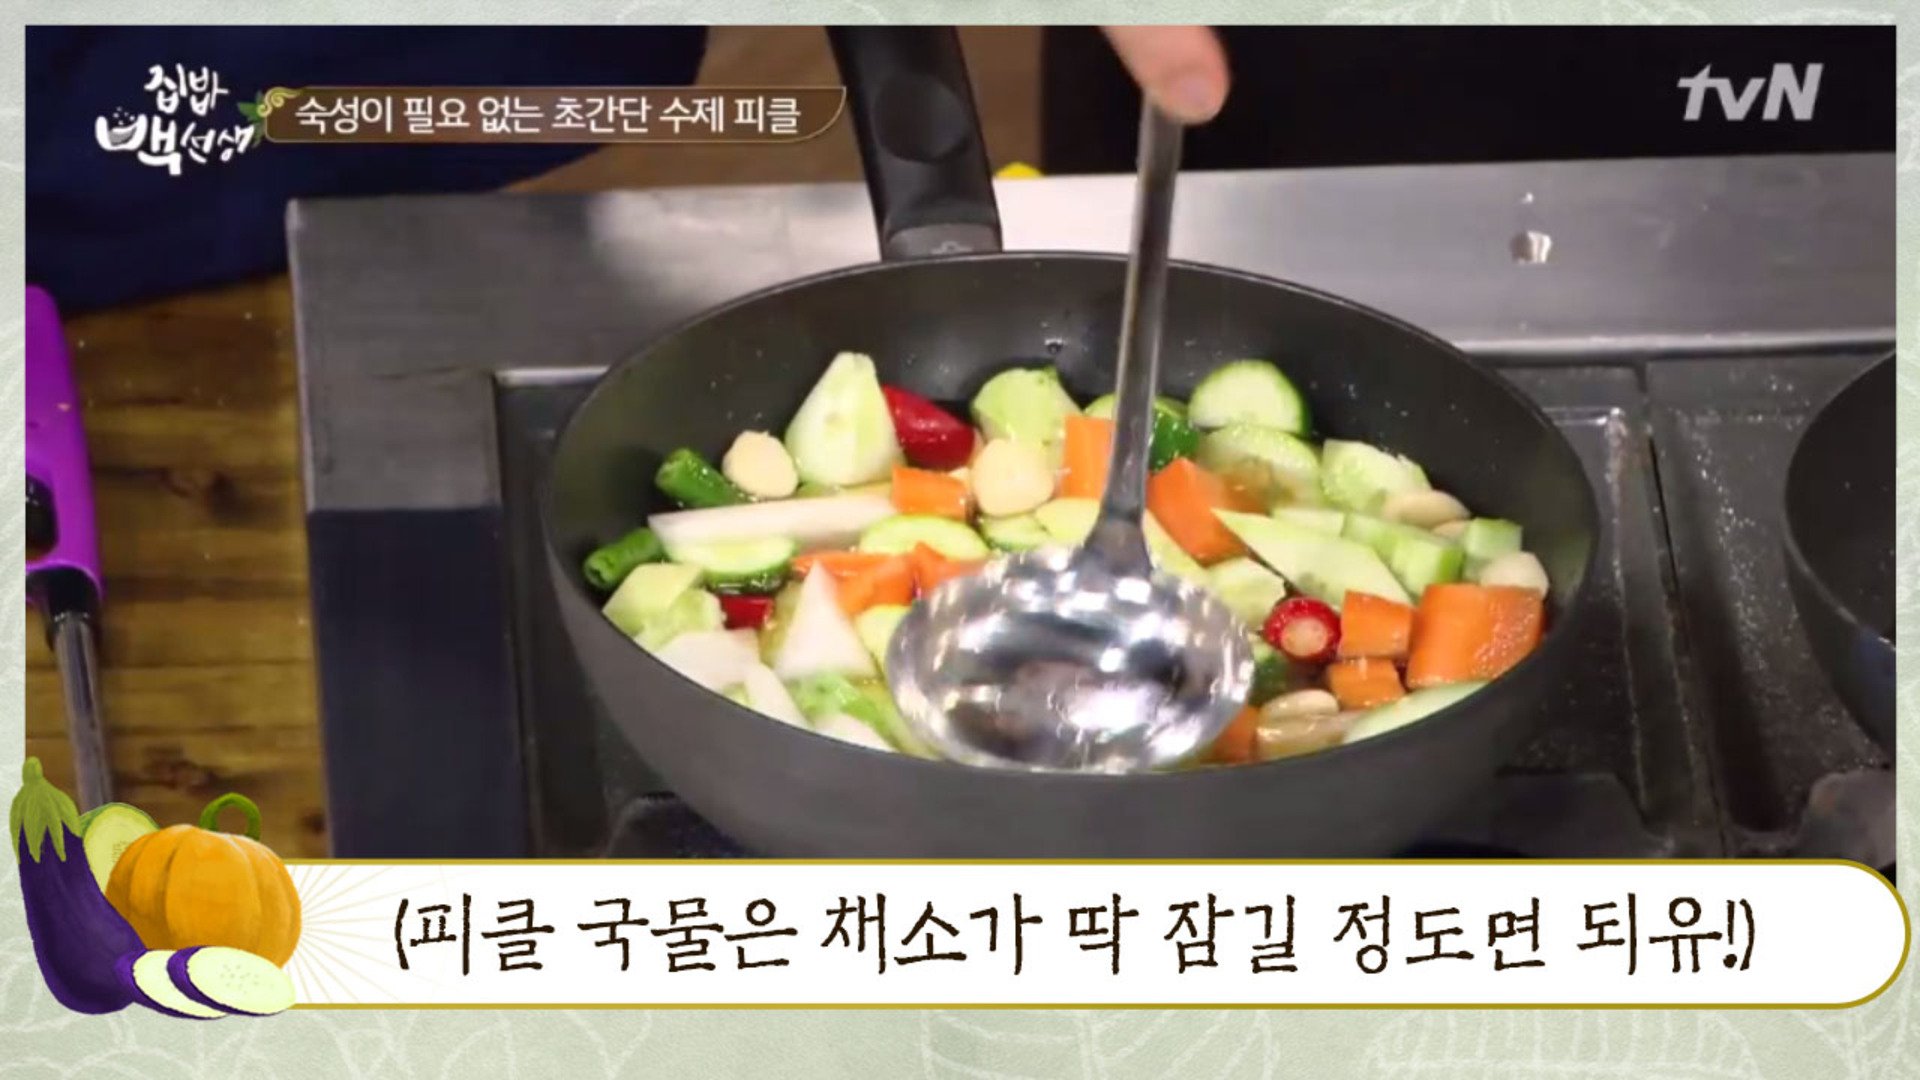 집밥
백선생
숙성이 필요 없는 초간단 수제 피클
tvN
(피클 국물은 채소가 딱 잠길 정도면 되유!)